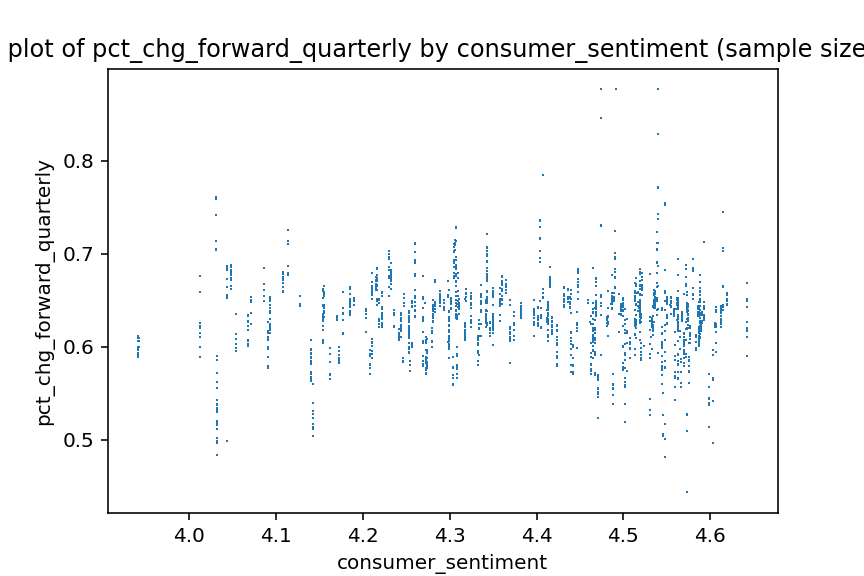 plot of pct_chg_forward_quarterly by consumer_sentiment (sample size
0.8
0.7
0.6
0.5
pct_chg_forward_quarterly
4.0 4.1 4.2 4.3 4.4 4.5 4.6
consumer_sentiment